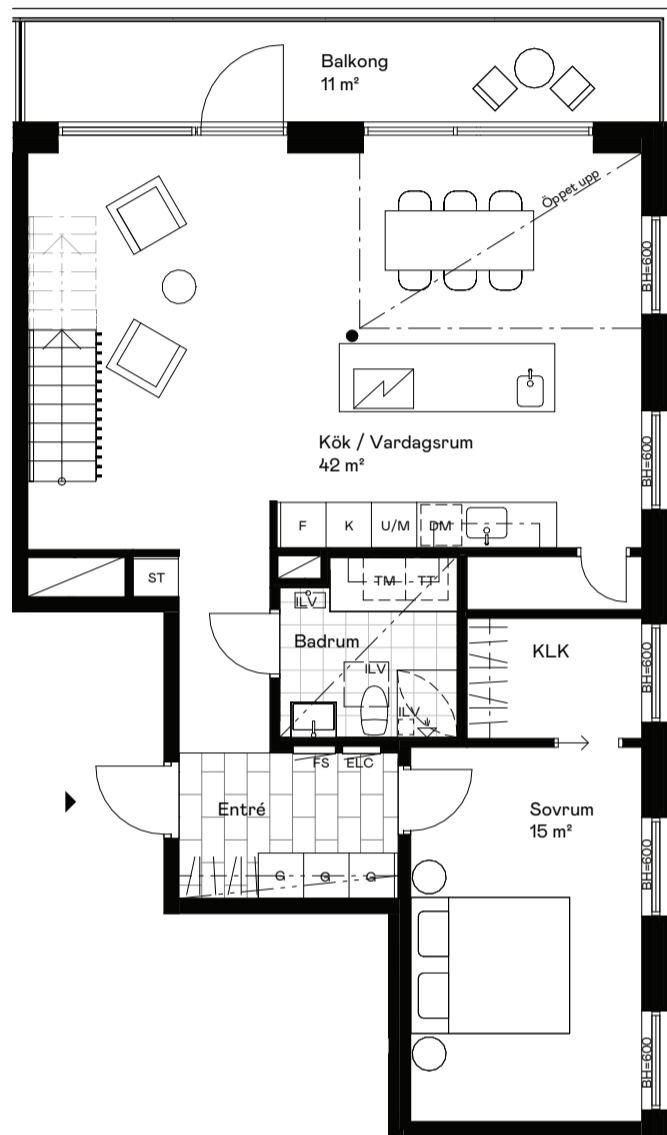 Balkong
11 m²
Öppet upp
BH=600
BH=600
Kök / Vardagsrum
42 m²
F
K
U/M
DM
ST
TM
TT
ILV
Badrum
ILV
ILV
KLK
BH=600
FS
ELC
Entré
Sovrum
15 m²
BH=600
G
G
G
BH=600